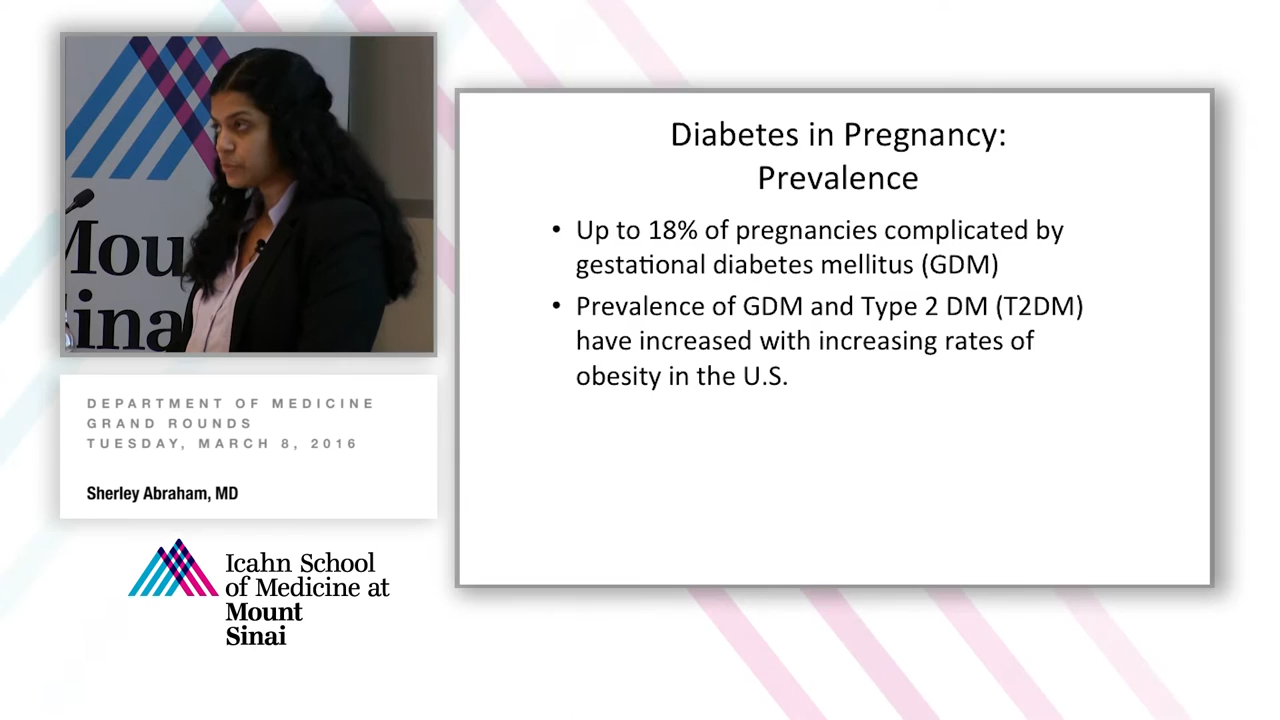 Mou
Sina
DEPARTMENT OF MEDICINE
GRAND ROUNDS
TUESDAY, MARCH 8, 2016
Sherley Abraham, MD
Icahn School
of Medicine at
Mount
Sinai
Diabetes in Pregnancy:
Prevalence
• Up to 18% of pregnancies complicated by
gestational diabetes mellitus (GDM)
• Prevalence of GDM and Type 2 DM (T2DM)
have increased with increasing rates of
obesity in the U.S.